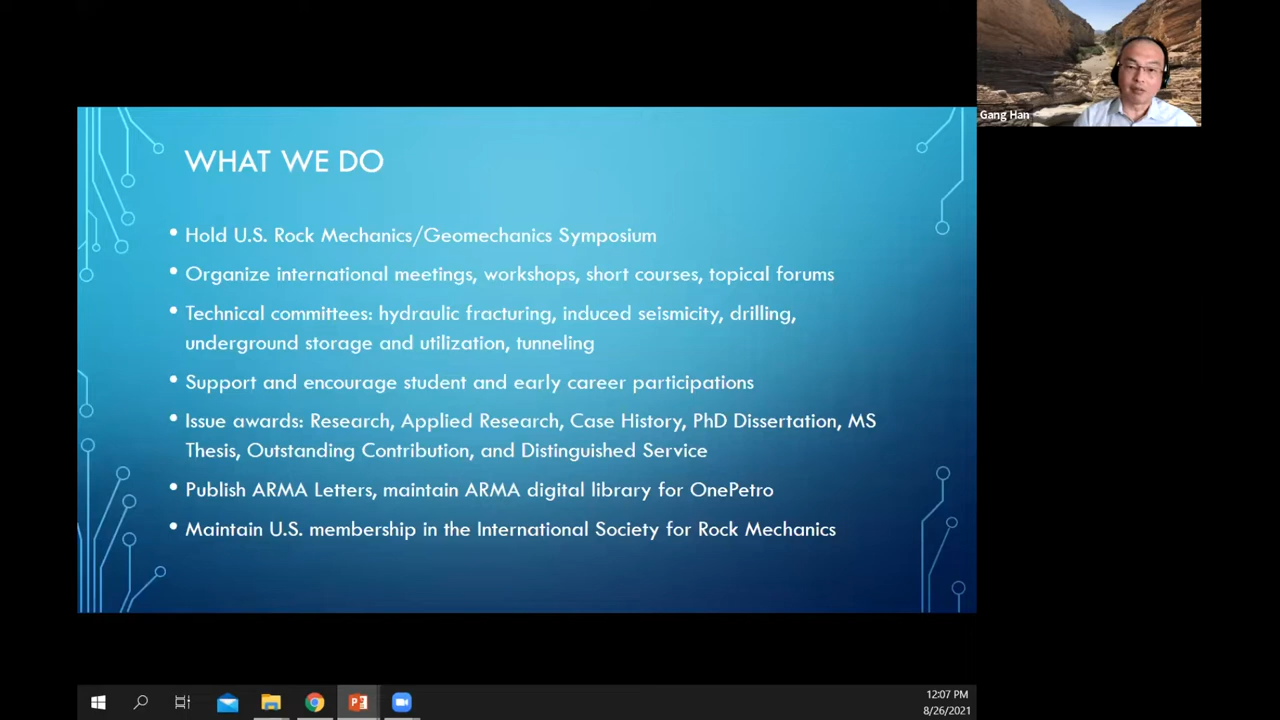 Gang Han
WHAT WE DO
• Hold U.S. Rock Mechanics/Geomechanics Symposium
• Organize international meetings, workshops, short courses, topical forums
• Technical committees: hydraulic fracturing, induced seismicity, drilling,
underground storage and utilization, tunneling
• Support and encourage student and early career participations
• Issue awards: Research, Applied Research, Case History, PhD Dissertation, MS
Thesis, Outstanding Contribution, and Distinguished Service
• Publish ARMA Letters, maintain ARMA digital library for OnePetro
• Maintain U.S. membership in the International Society for Rock Mechanics
12:07 PM
8/26/2021